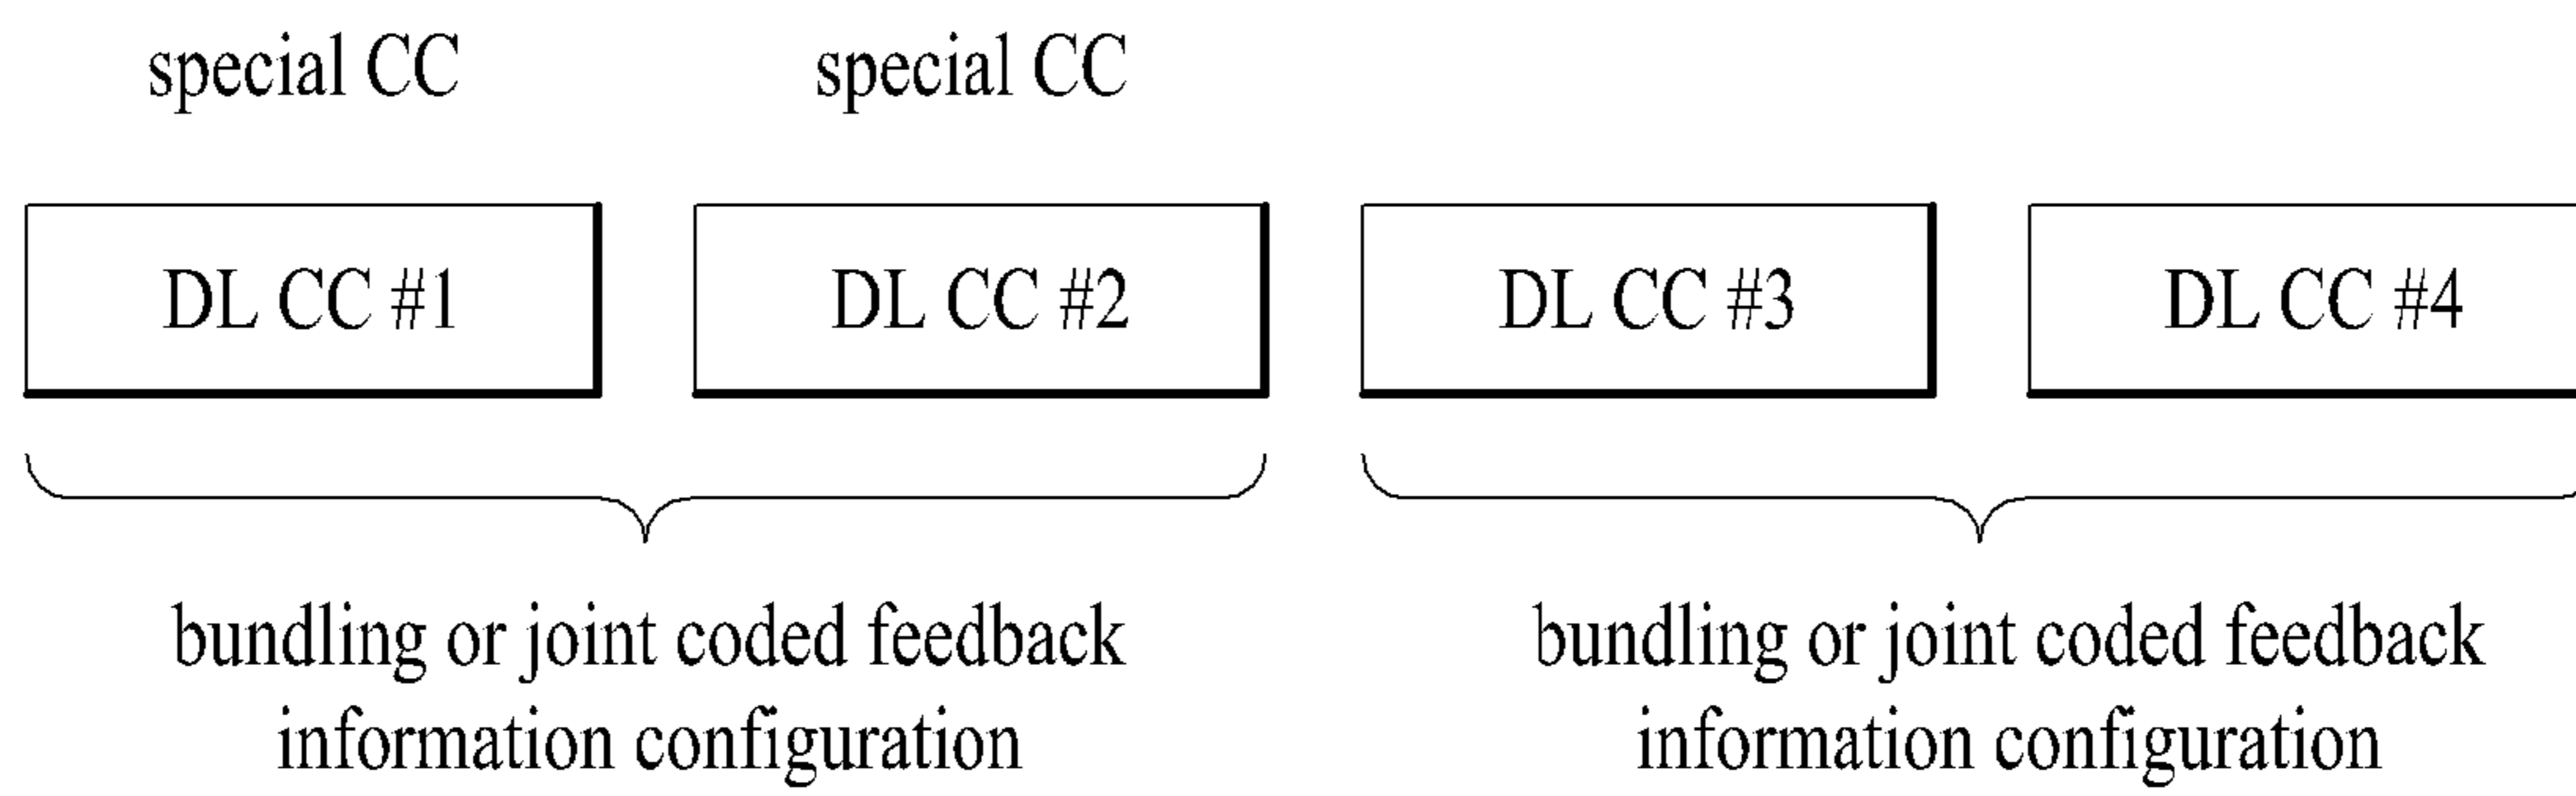 special CC
special CC
DL CC #1
DL CC #2
DL CC #3
DL CC #4
bundling or joint coded feedback
information configuration
bundling or joint coded feedback
information configuration